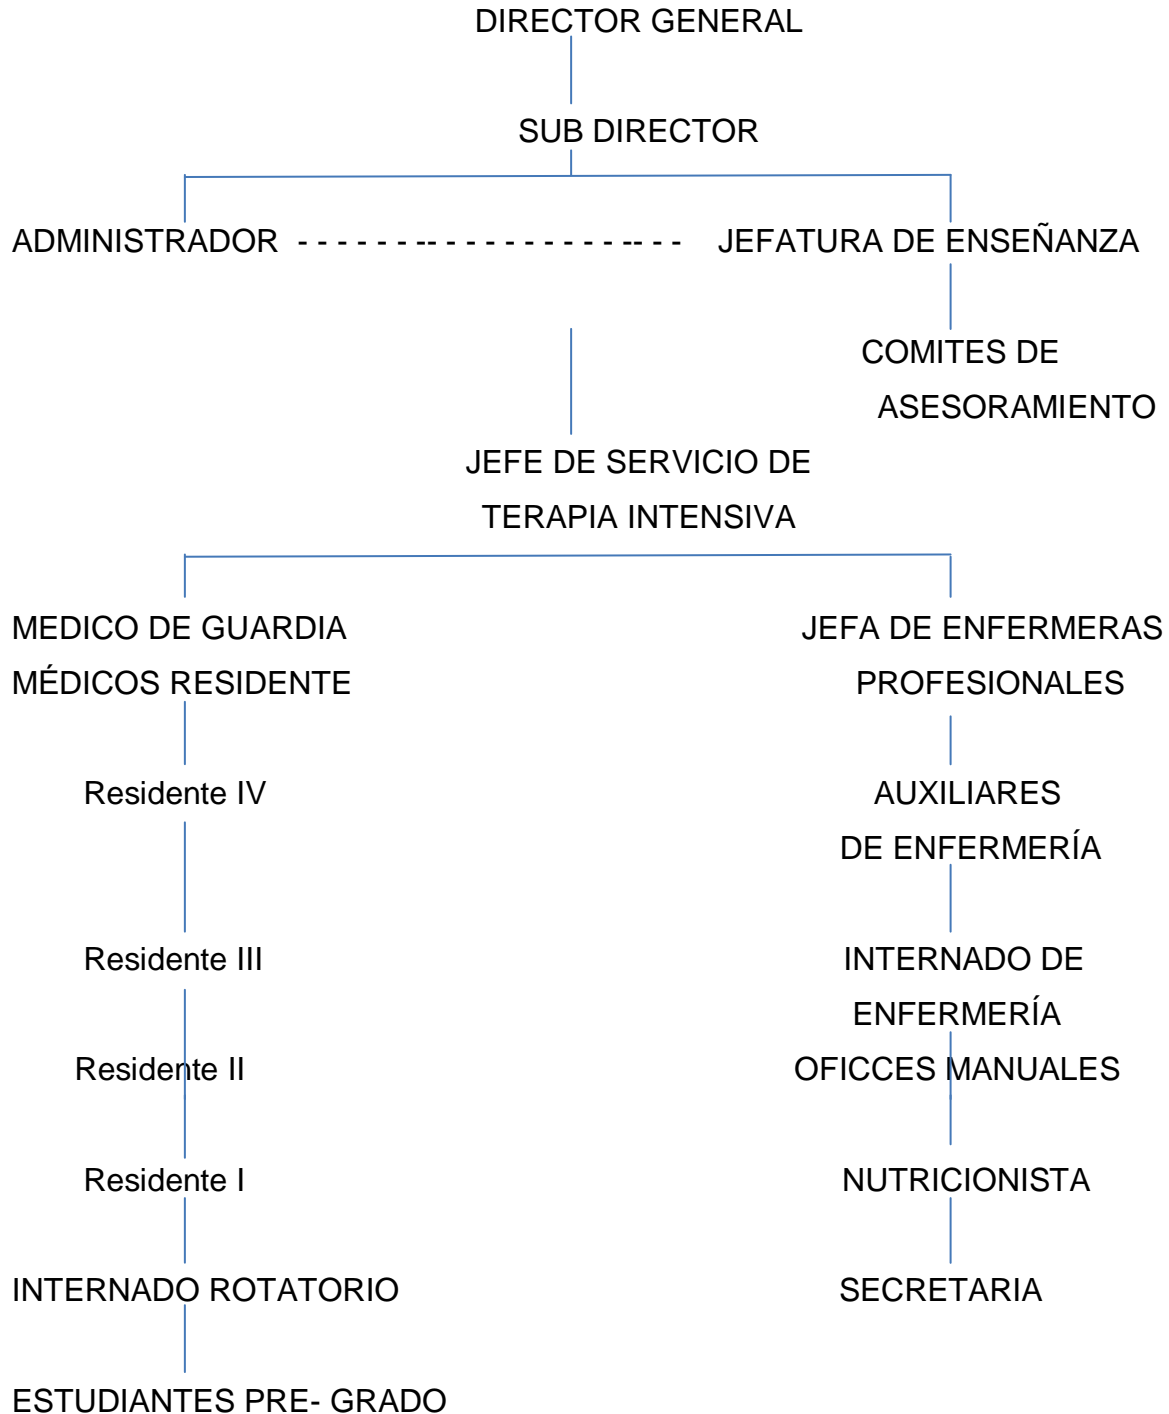 DIRECTOR GENERAL
SUB DIRECTOR
ADMINISTRADOR - - - - - - -- - - - - - - - - - - -- - - JEFATURA DE ENSEÑANZA
COMITES DE
ASESORAMIENTO
JEFE DE SERVICIO DE
TERAPIA INTENSIVA
MEDICO DE GUARDIA
MÉDICOS RESIDENTE
JEFA DE ENFERMERAS
PROFESIONALES
Residente IV
AUXILIARES
DE ENFERMERÍA
Residente III
INTERNADO DE
ENFERMERÍA
Residente II
OFICCES MANUALES
Residente I
NUTRICIONISTA
INTERNADO ROTATORIO
SECRETARIA
ESTUDIANTES PRE- GRADO